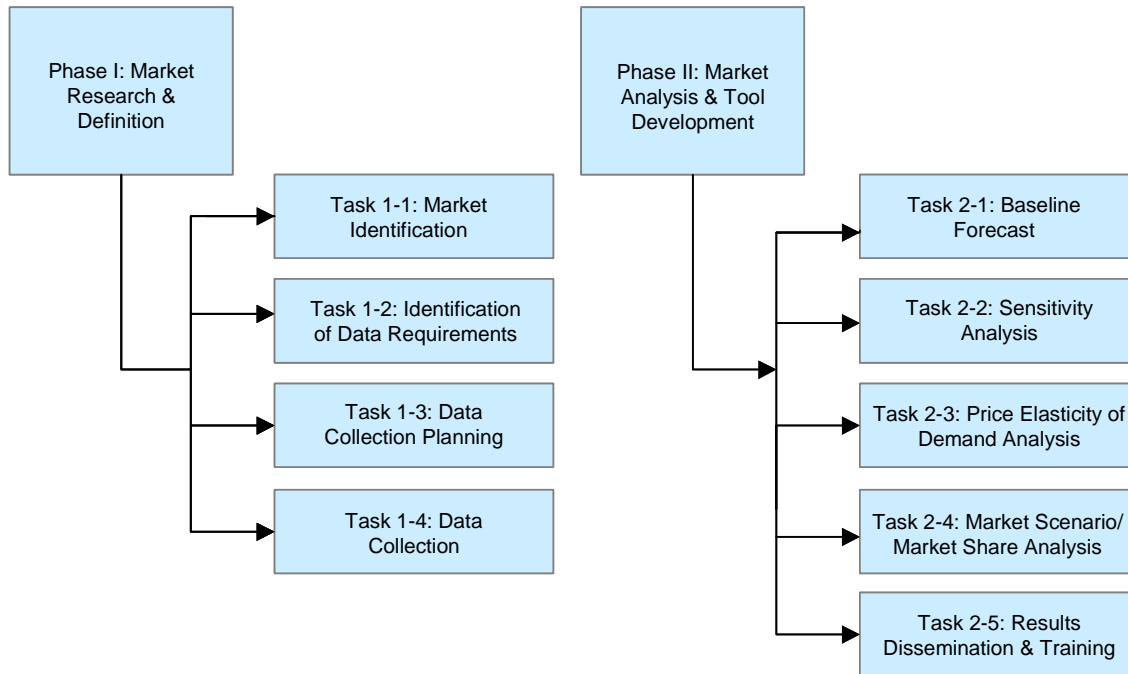 Phase I: Market
Research &
Definition
Task 1-1: Market
Identification
Task 1-2: Identification
of Data Requirements
Task 1-3: Data
Collection Planning
Task 1-4: Data
Collection
Phase II: Market
Analysis & Tool
Development
Task 2-1: Baseline
Forecast
Task 2-2: Sensitivity
Analysis
Task 2-3: Price Elasticity of
Demand Analysis
Task 2-4: Market Scenario/
Market Share Analysis
Task 2-5: Results
Dissemination & Training